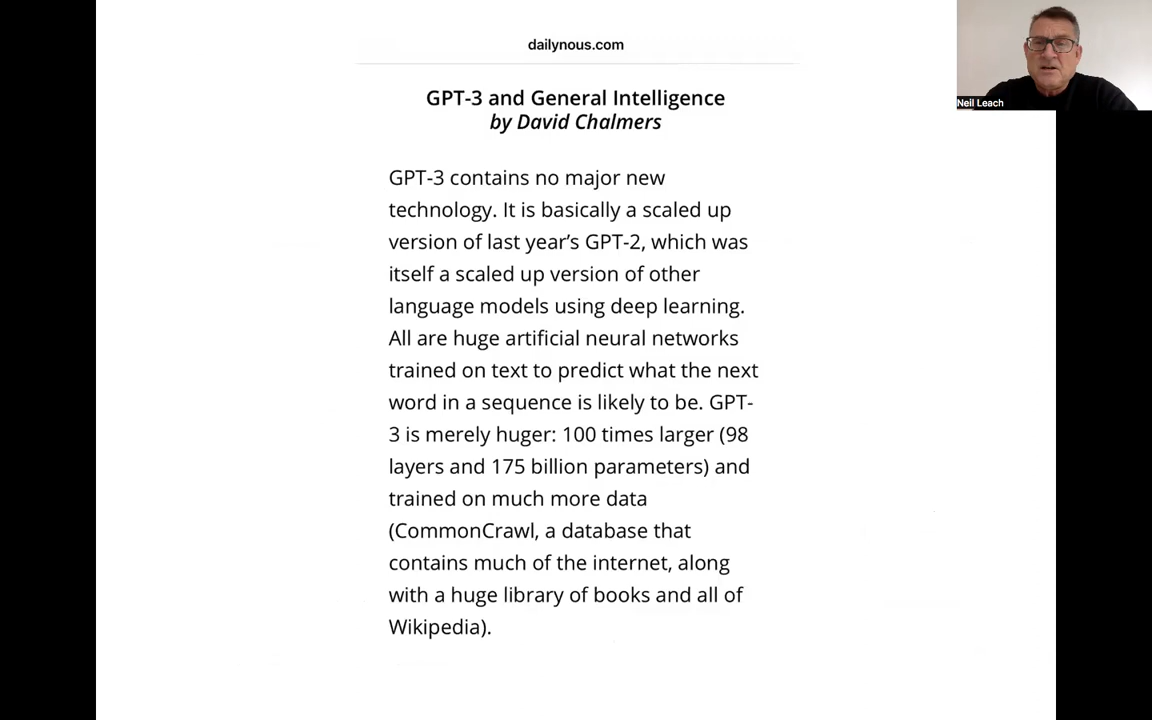 dailynous.com
GPT-3 and General Intelligence
by David Chalmers
GPT-3 contains no major new
technology. It is basically a scaled up
version of last year’s GPT-2, which was
itself a scaled up version of other
language models using deep learning.
All are huge artificial neural networks
trained on text to predict what the next
word in a sequence is likely to be. GPT-
3 is merely huger: 100 times larger (98
layers and 175 billion parameters) and
trained on much more data
(CommonCrawl, a database that
contains much of the internet, along
with a huge library of books and all of
Wikipedia).
Neil Leach